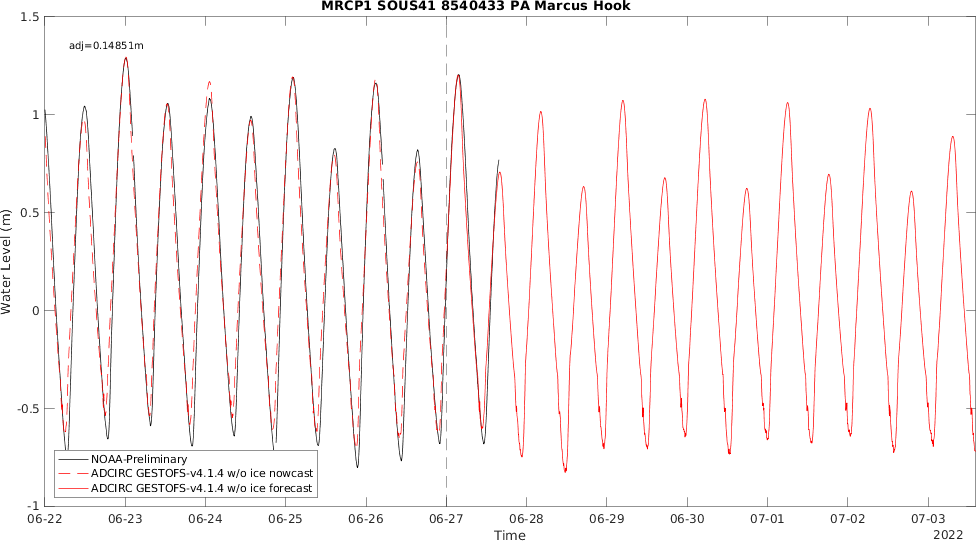 MRCP1 SOUS41 8540433 PA Marcus Hook
adj=0.14851m
Water Level (m)
1.5
1
0.5
0
-0.5
-1
NOAA-Preliminary
ADCIRC GESTOFS-v4.1.4 w/o ice nowcast
ADCIRC GESTOFS-v4.1.4 w/o ice forecast
06-22 06-23 06-24 06-25 06-26 06-27 06-28 06-29 06-30 07-01 07-02 07-03
Time
2022